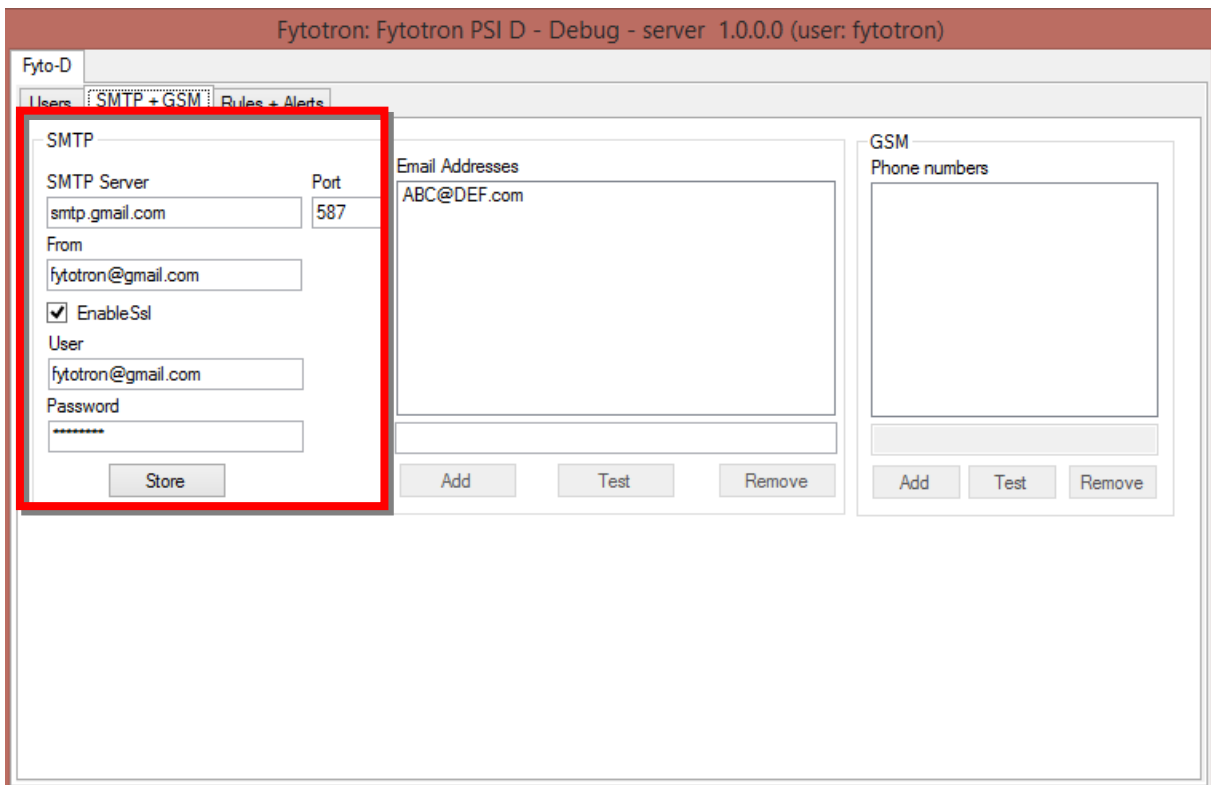 Fytotron: Fytotron PSI D - Debug - server 1.0.0.0 (user: fytotron)
Fyto-D
Users SMTP + GSM Rules + Alerts
SMTP
SMTP Server Port
smtp.gmail.com 587
From
fytotron@gmail.com
EnableSsl
User
fytotron@gmail.com
Password
********
Store
Email Addresses
ABC@DEF.com
Add Test Remove
GSM
Phone numbers
Add Test Remove